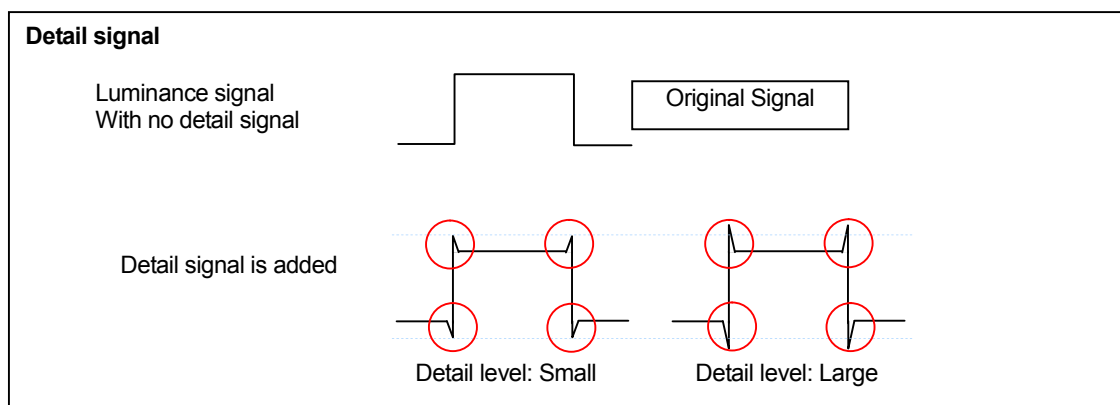 Detail signal
Luminance signal
With no detail signal
Original Signal
Detail signal is added
Detail level: Small
Detail level: Large